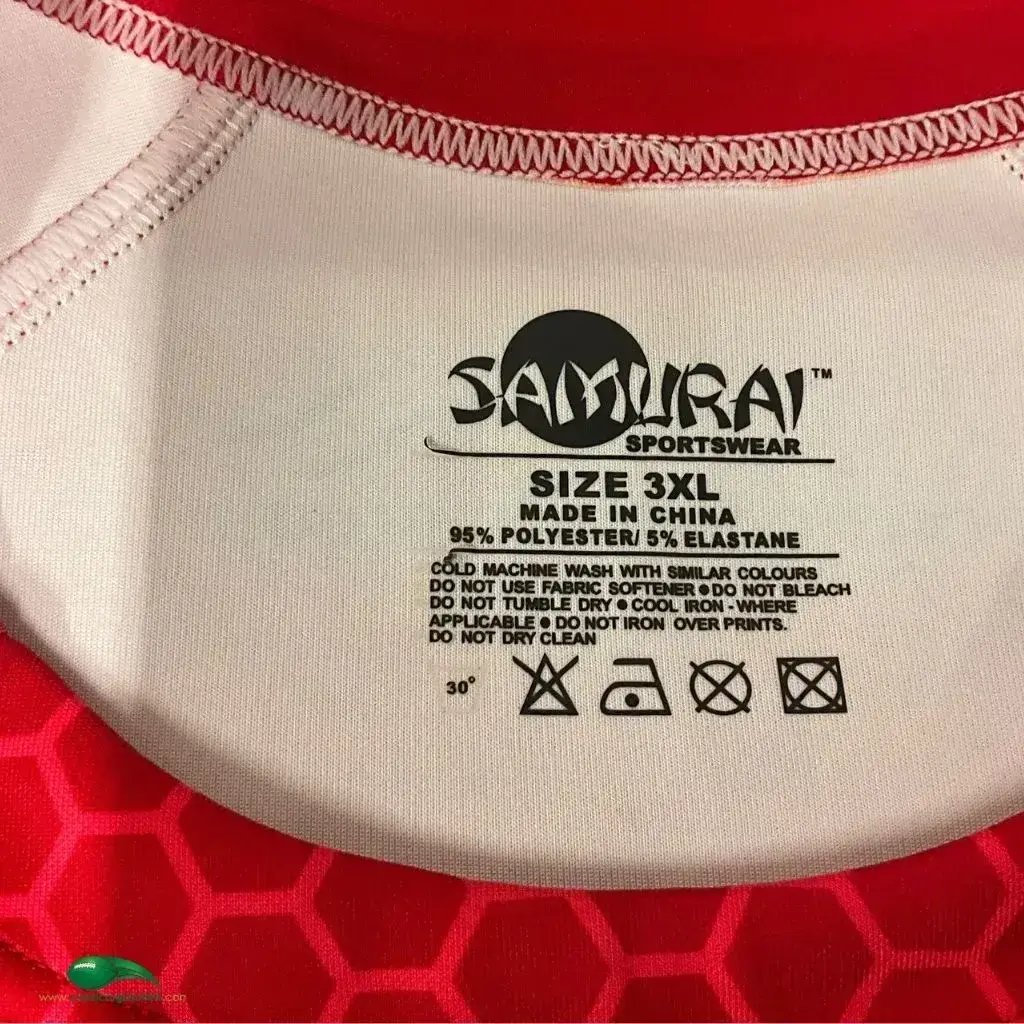 SAMURAI™
SPORTSWEAR
SIZE 3XL
MADE IN CHINA
95% POLYESTER/ 5% ELASTANE
COLD MACHINE WASH WITH SIMILAR COLOURS
DO NOT USE FABRIC SOFTENER ● DO NOT BLEACH
DO NOT TUMBLE DRY ● COOL IRON - WHERE
APPLICABLE ● DO NOT IRON OVER PRINTS.
DO NOT DRY CLEAN
30°